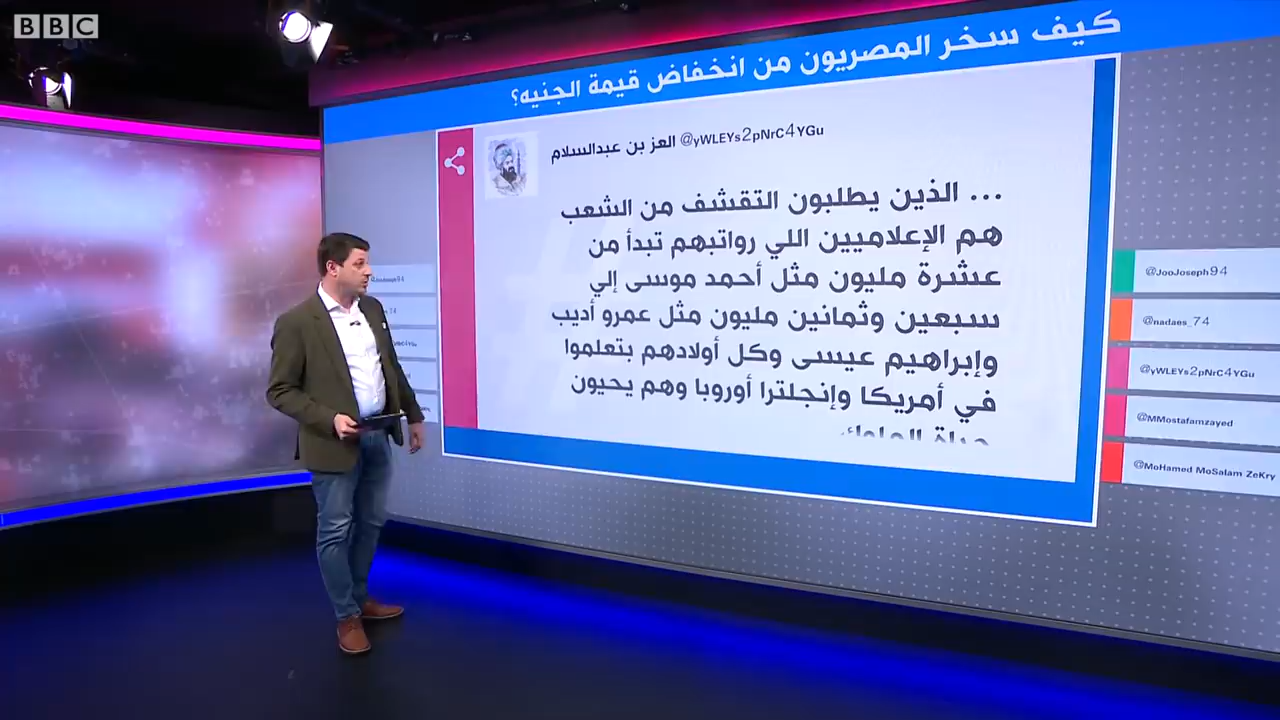 BBC
كيف سخر المصريون من انخفاض قيمة الجنيه؟
العز بن عبدالسلام @yWLEYs2pNrC4YGu
... الذين يطلبون التقشف من الشعب
هم الإعلاميين اللي رواتبهم تبدأ من
عشرة مليون مثل أحمد موسى إلي
سبعين وثمانين مليون مثل عمرو أديب
وإبراهيم عيسى وكل أولادهم بتعلموا
في أمريكا وإنجلترا أوروبا وهم يحيون
حياة الملوك
@JooJoseph94
@nadaes_74
@yWLEYs2pNrC4YGu
@MMostafamzayed
@MoHamed MoSalam ZeKry